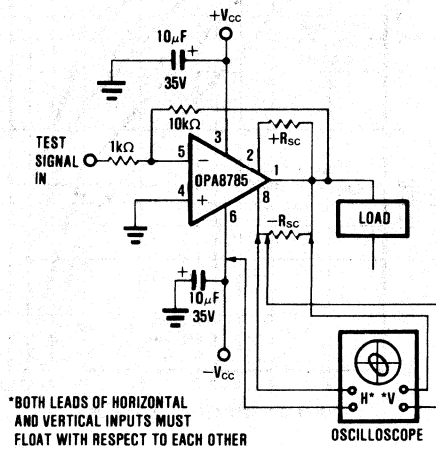 +VCC
10μF
+
35V
3
10kΩ
+RSC
TEST
SIGNAL
IN
1kΩ
5
−
2
1
OPA8785
4
+
8
6
−RSC
LOAD
+
10μF
35V
−VCC
H* *V
OSCILLOSCOPE
*BOTH LEADS OF HORIZONTAL
AND VERTICAL INPUTS MUST
FLOAT WITH RESPECT TO EACH OTHER